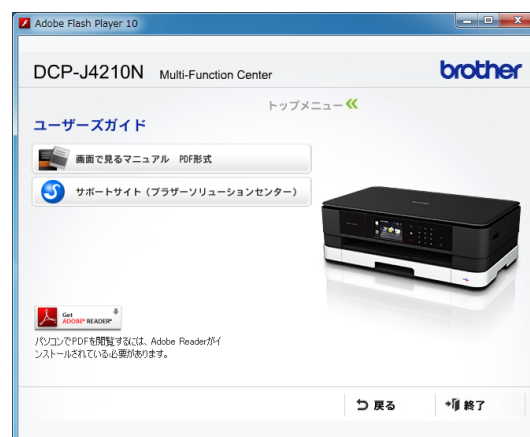 Adobe Flash Player 10
DCP-J4210N Multi-Function Center
brother
トップメニュー
ユーザーズガイド
画面で見るマニュアル PDF形式
サポートサイト（ブラザーソリューションセンター）
Get
ADOBE® READER®
パソコンでPDFを閲覧するには、Adobe Readerがイ
ンストールされている必要があります。
戻る
終了